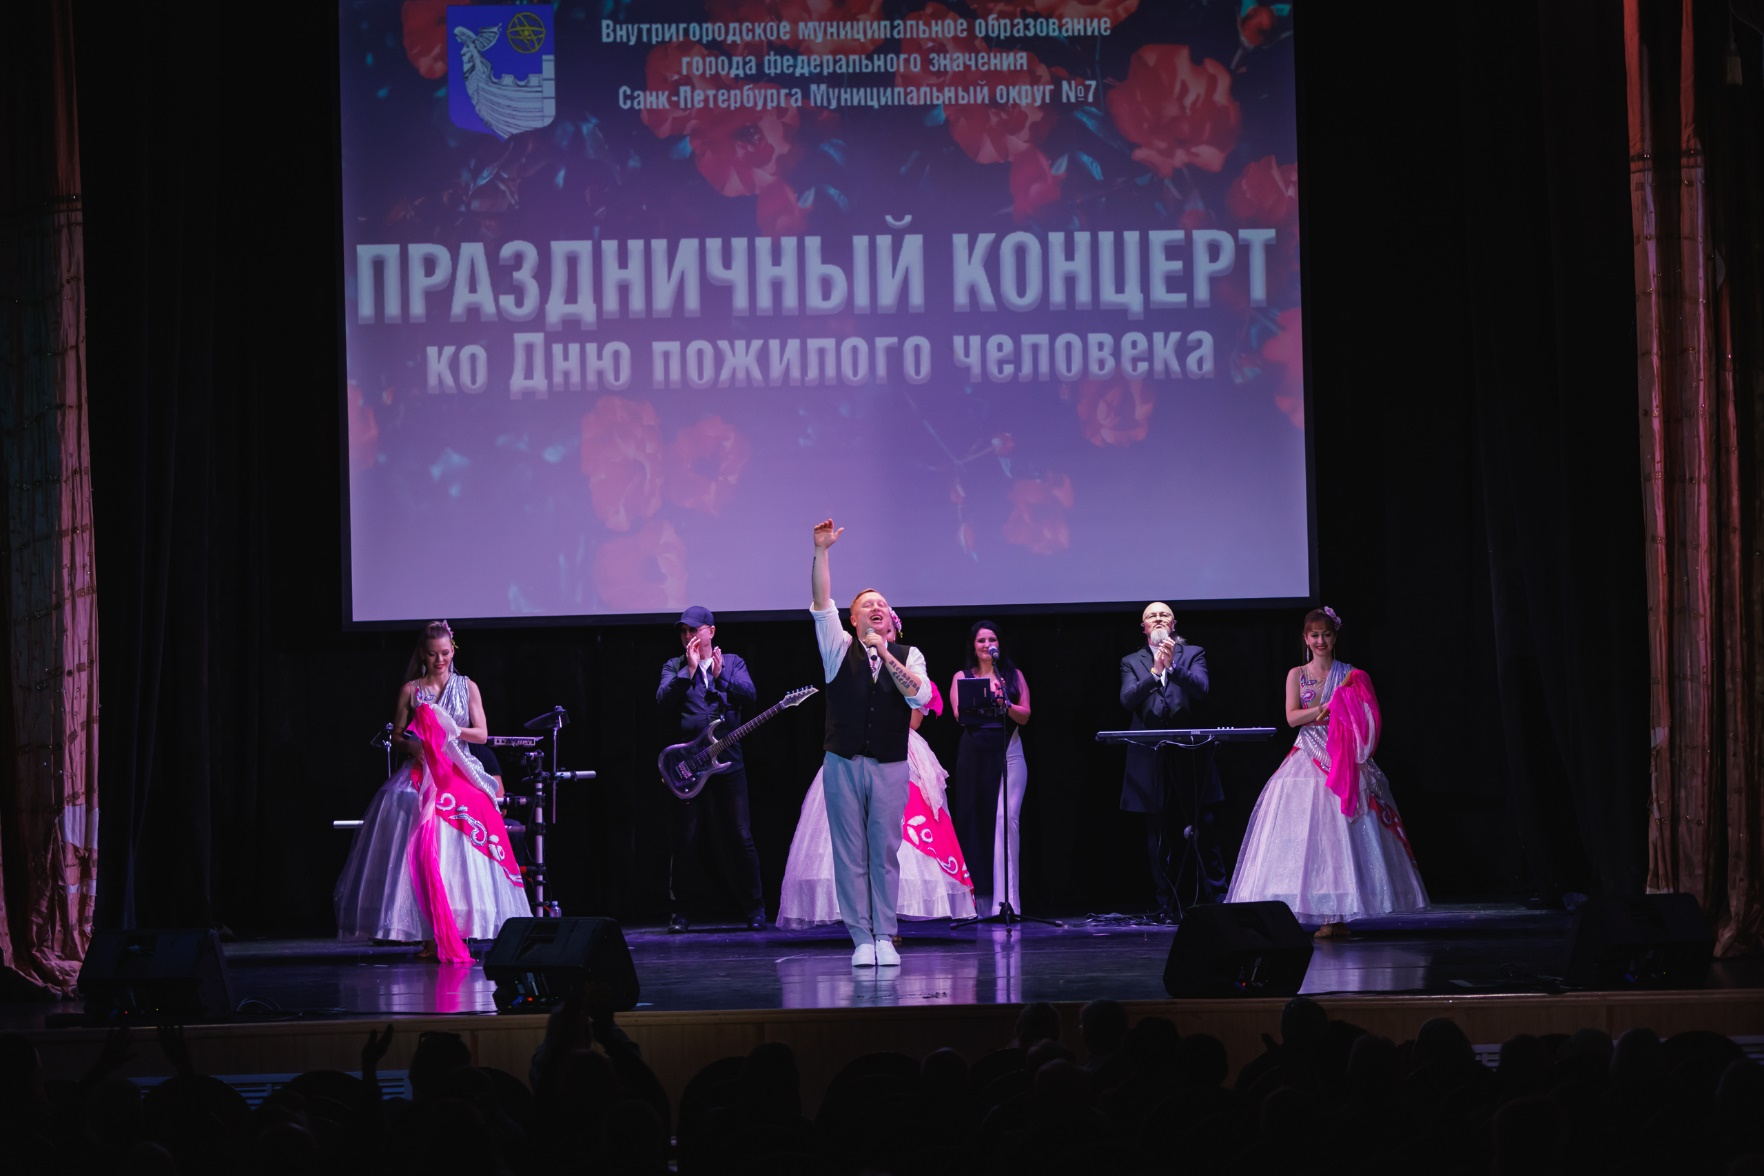 Внутригородское муниципальное образование
города федерального значения
Санк-Петербурга Муниципальный округ №7
ПРАЗДНИЧНЫЙ КОНЦЕРТ
ко Дню пожилого человека